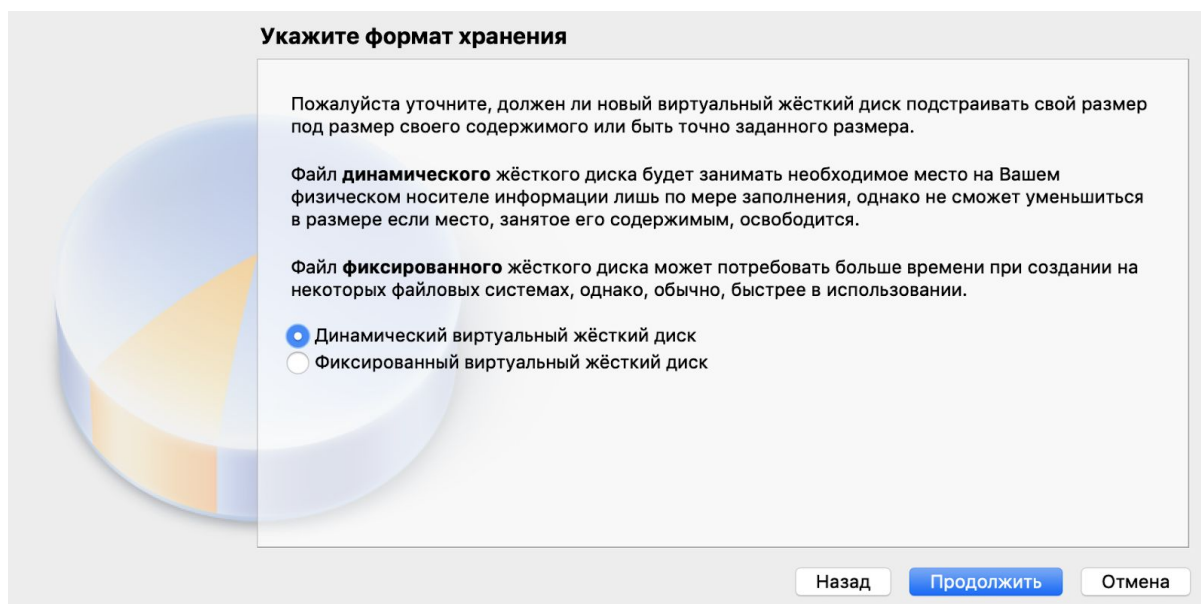 Укажите формат хранения
Пожалуйста уточните, должен ли новый виртуальный жёсткий диск подстраивать свой размер
под размер своего содержимого или быть точно заданного размера.
Файл динамического жёсткого диска будет занимать необходимое место на Вашем
физическом носителе информации лишь по мере заполнения, однако не сможет уменьшиться
в размере если место, занятое его содержимым, освободится.
Файл фиксированного жёсткого диска может потребовать больше времени при создании на
некоторых файловых системах, однако, обычно, быстрее в использовании.
Динамический виртуальный жёсткий диск
Фиксированный виртуальный жёсткий диск
Назад Продолжить Отмена